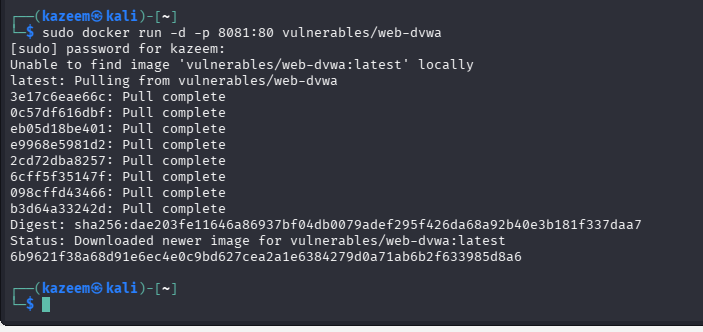 ┌──(kazeem㉿kali)-[~]
└─$ sudo docker run -d -p 8081:80 vulnerables/web-dvwa
[sudo] password for kazeem:
Unable to find image 'vulnerables/web-dvwa:latest' locally
latest: Pulling from vulnerables/web-dvwa
3e17c6eae66c: Pull complete
0c57df616dbf: Pull complete
eb05d18be401: Pull complete
e9968e5981d2: Pull complete
2cd72dba8257: Pull complete
6cff5f35147f: Pull complete
098cffd43466: Pull complete
b3d64a33242d: Pull complete
Digest: sha256:dae203fe11646a86937bf04db0079adef295f426da68a92b40e3b181f337daa7
Status: Downloaded newer image for vulnerables/web-dvwa:latest
6b9621f38a68d91e6ec4e0c9bd627cea2a1e6384279d0a71ab6b2f633985d8a6
┌──(kazeem㉿kali)-[~]
└─$